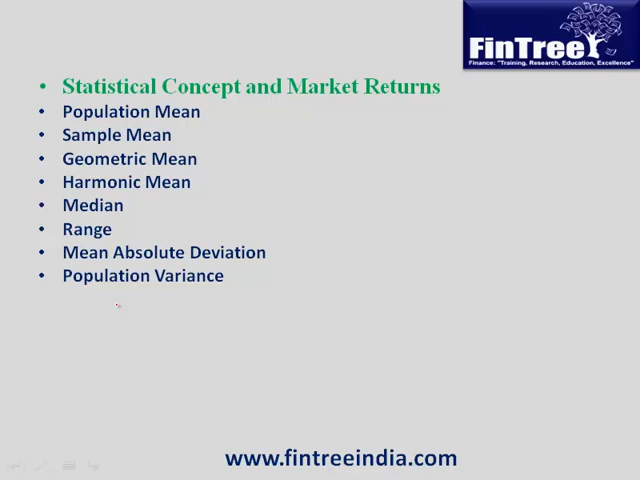 FinTree
Finance: "Training, Research, Education, Excellence"
• Statistical Concept and Market Returns
• Population Mean
• Sample Mean
• Geometric Mean
• Harmonic Mean
• Median
• Range
• Mean Absolute Deviation
• Population Variance
www.fintreeindia.com